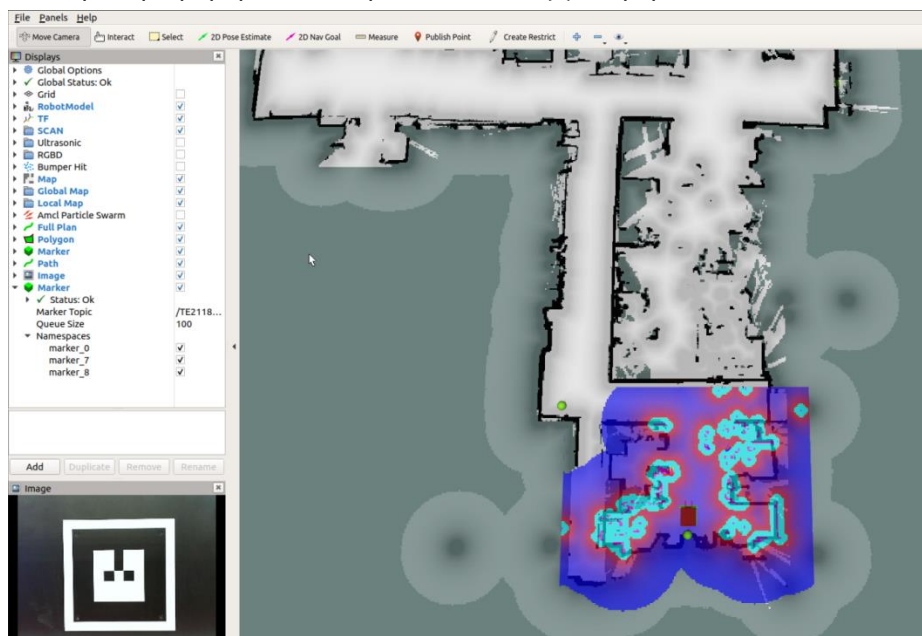 File Panels Help
Move Camera Interact Select 2D Pose Estimate 2D Nav Goal Measure Publish Point Create Restrict
Displays
Global Options
Global Status: Ok
Grid
RobotModel
TF
SCAN
Ultrasonic
RGBD
Bumper Hit
Map
Global Map
Local Map
Amcl Particle Swarm
Full Plan
Polygon
Marker
Path
Image
Marker
Status: Ok
Marker Topic /TE2118...
Queue Size 100
Namespaces
marker_0
marker_7
marker_8
Add Duplicate Remove Rename
Image